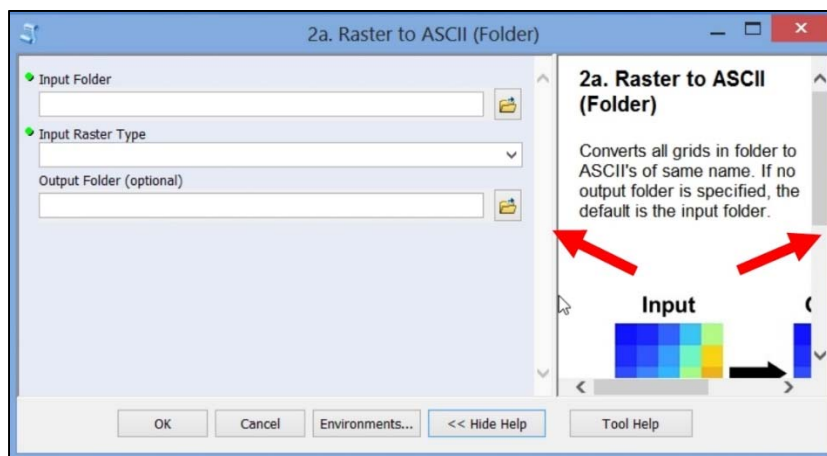 2a. Raster to ASCII (Folder)
Input Folder
Input Raster Type
Output Folder (optional)
2a. Raster to ASCII
(Folder)
Converts all grids in folder to
ASCII's of same name. If no
output folder is specified, the
default is the input folder.
Input
OK
Cancel
Environments...
<< Hide Help
Tool Help